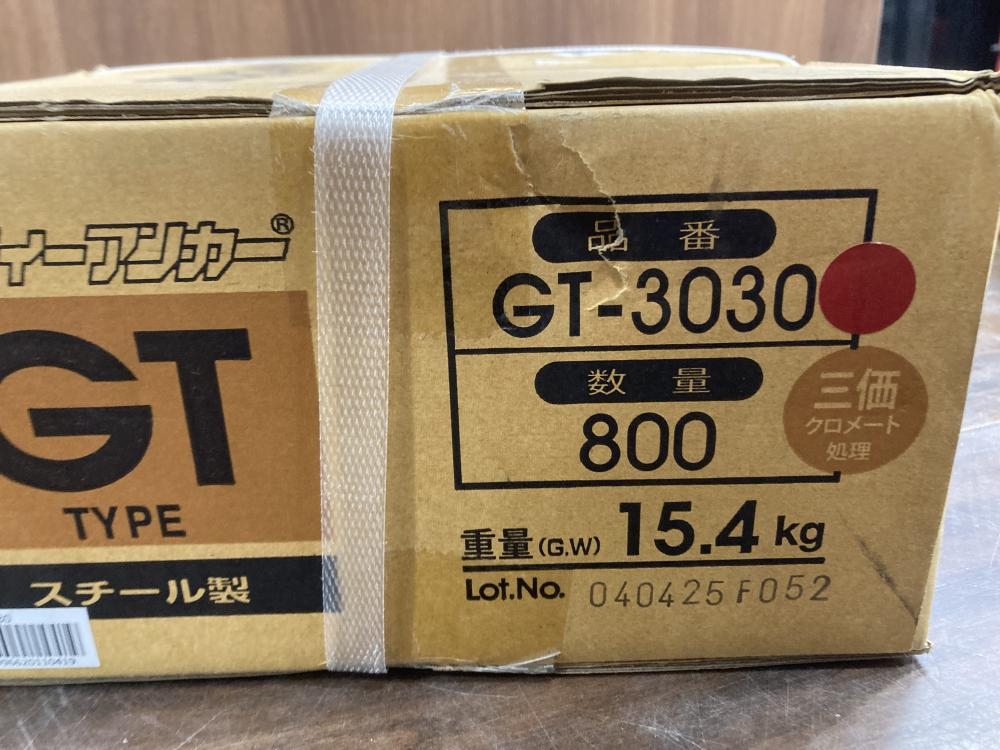 ィーアンカー®
GT
TYPE
スチール製
品 番
GT-3030
数 量
800
三価
クロメート
処理
重量(G.W) 15.4 kg
Lot.No. 040425F052